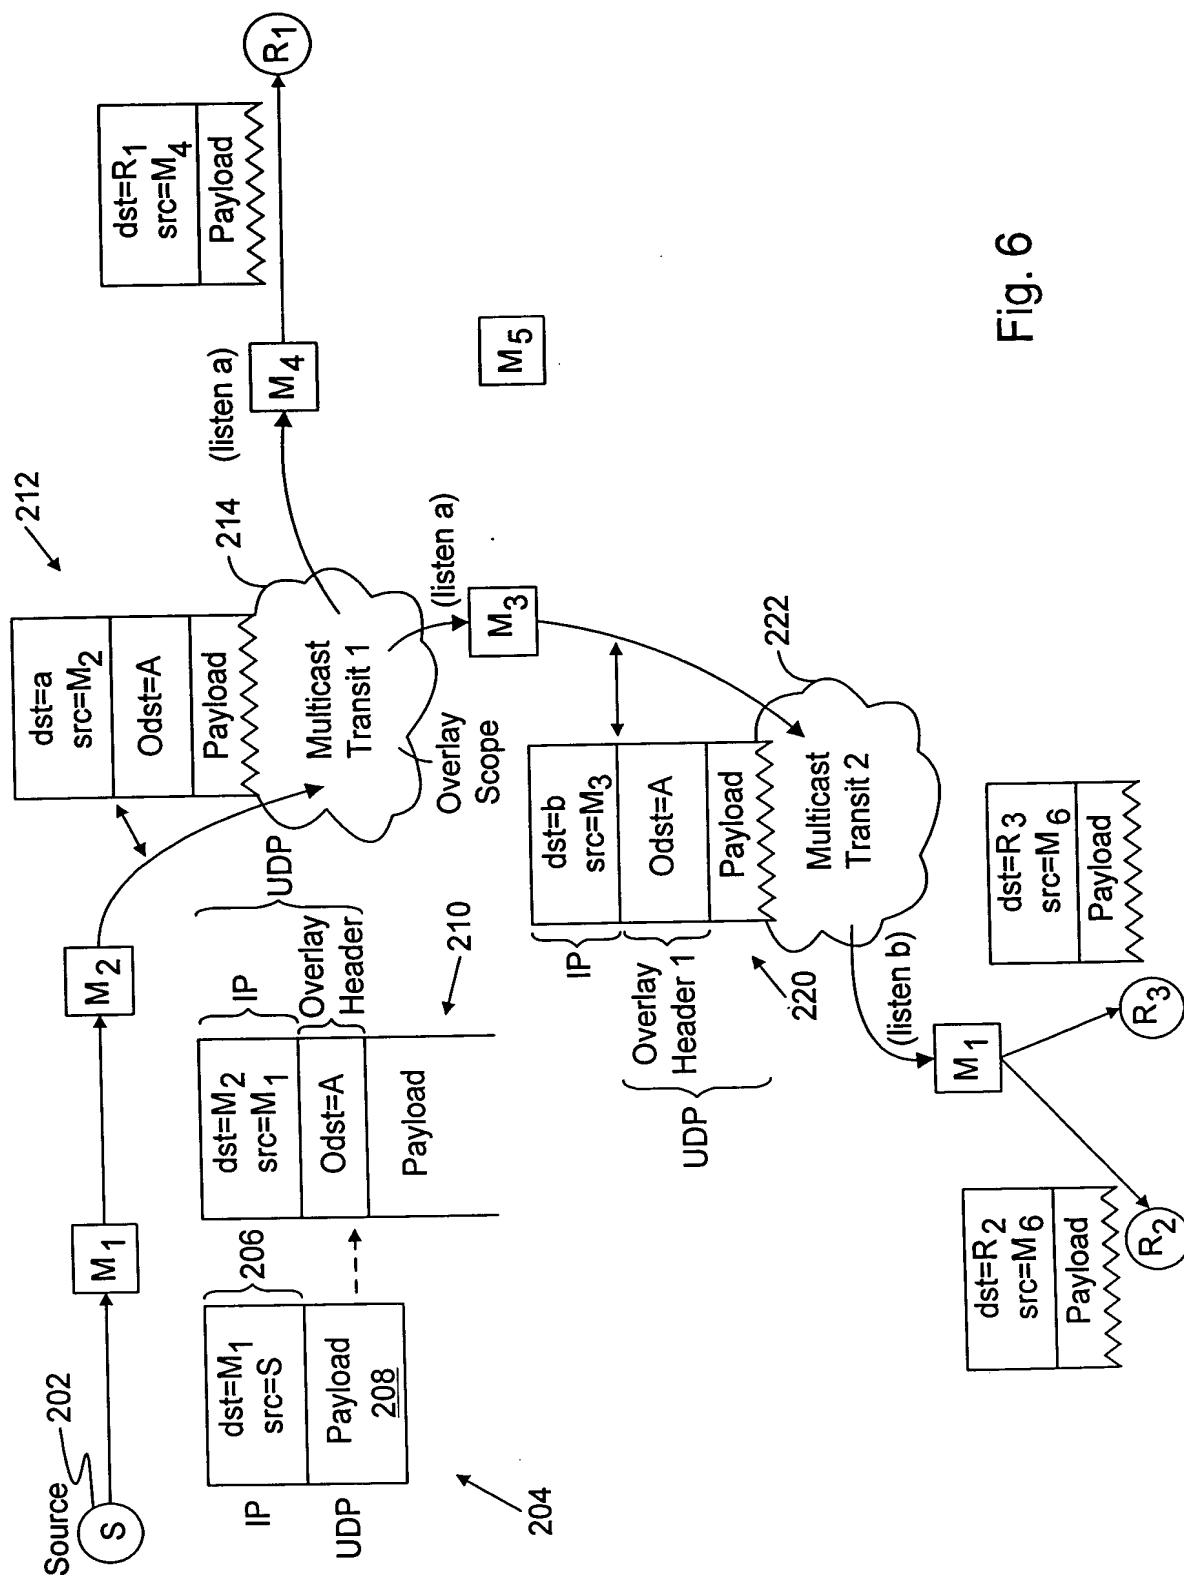 Source
202
S
M1
M2
212
dst=a
src=M2
Odst=A
Payload
214
Multicast
Transit 1
Overlay
Scope
(listen a)
M4
dst=R1
src=M4
Payload
R1
IP
UDP
206
dst=M1
src=S
Payload
208
204
IP
Overlay
Header
UDP
dst=M2
src=M1
Odst=A
Payload
210
(listen a)
M3
M5
IP
Overlay
Header 1
UDP
dst=b
src=M3
Odst=A
Payload
220
222
Multicast
Transit 2
(listen b)
M1
dst=R2
src=M6
Payload
R2
dst=R3
src=M6
Payload
R3
Fig. 6